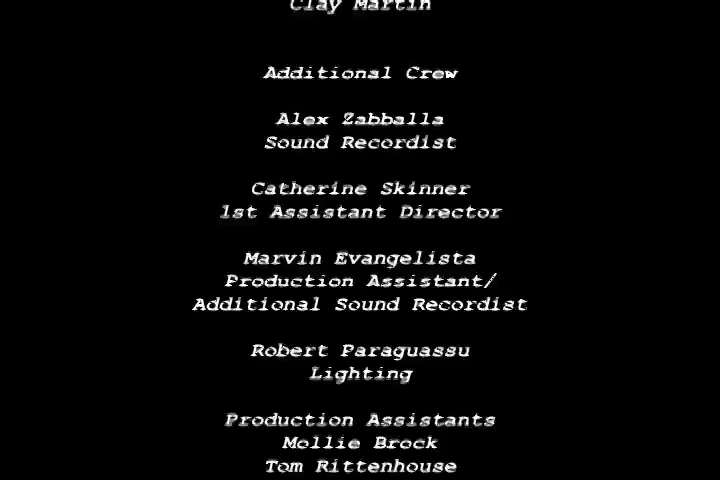 Clay Martin
Additional Crew
Alex Zabballa
Sound Recordist
Catherine Skinner
1st Assistant Director
Marvin Evangelista
Production Assistant/
Additional Sound Recordist
Robert Paraguassu
Lighting
Production Assistants
Mollie Brock
Tom Rittenhouse